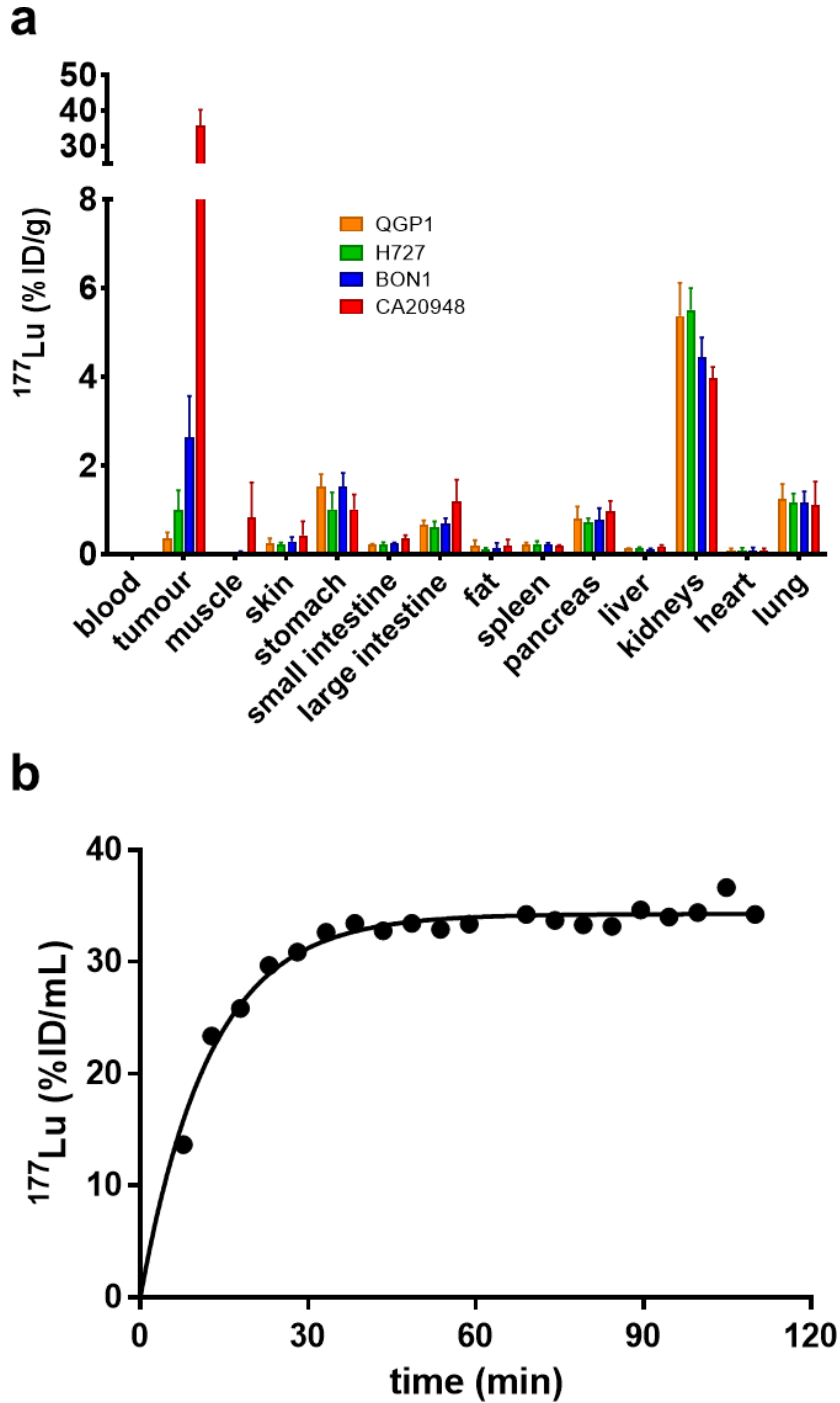 a
50
40
30
8
6
4
2
0
¹⁷⁷Lu (% ID/g)
QGP1
H727
BON1
CA20948
blood
tumour
muscle
skin
stomach
small intestine
large intestine
fat
spleen
pancreas
liver
kidneys
heart
lung
b
40
30
20
10
0
¹⁷⁷Lu (%ID/mL)
0 30 60 90 120
time (min)